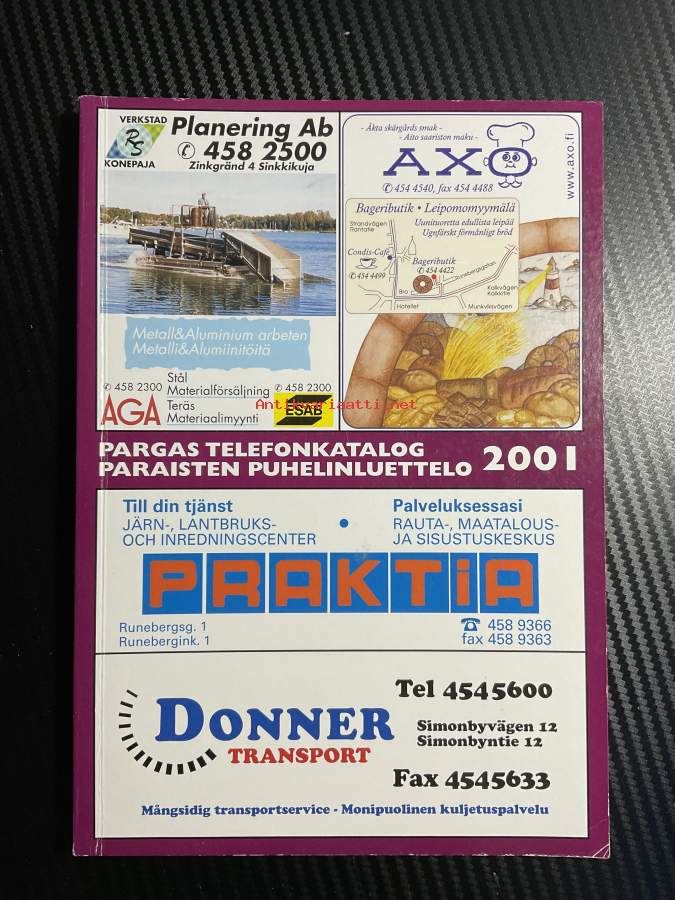 VERKSTAD
RS
KONEPAJA
Planering Ab
✆ 458 2500
Zinkgränd 4 Sinkkikuja
Metall&Aluminium arbeten
Metalli&Alumiinitöitä
✆ 458 2300
AGA
Stål
Materialförsäljning
Teräs
Materiaalimyynti
✆ 458 2300
ESAB
- Äkta skärgårds smak -
- Aito saariston maku -
AXO
✆ 454 4540, fax 454 4488
www.axo.fi
Bageributik • Leipomomyymälä
Uunituoretta edullista leipää
Ugnfärskt förmånligt bröd
Strandvägen
Rantatie
Condis-Café
✆ 454 4499
Bageributik
✆ 454 4422
Runebergsgatan
Bro
Hotellet
Kalkvägen
Kalkkitie
Munkviksvägen
Antikvariaatti.net
PARGAS TELEFONKATALOG
PARAISTEN PUHELINLUETTELO 2001
Till din tjänst
JÄRN-, LANTBRUKS-
OCH INREDNINGSCENTER
•
Palveluksessasi
RAUTA-, MAATALOUS-
JA SISUSTUSKESKUS
PRAKTiA
Runebergsg. 1
Runebergink. 1
☎ 458 9366
fax 458 9363
DONNER
TRANSPORT
Tel 4545600
Simonbyvägen 12
Simonbyntie 12
Fax 4545633
Mångsidig transportservice - Monipuolinen kuljetuspalvelu